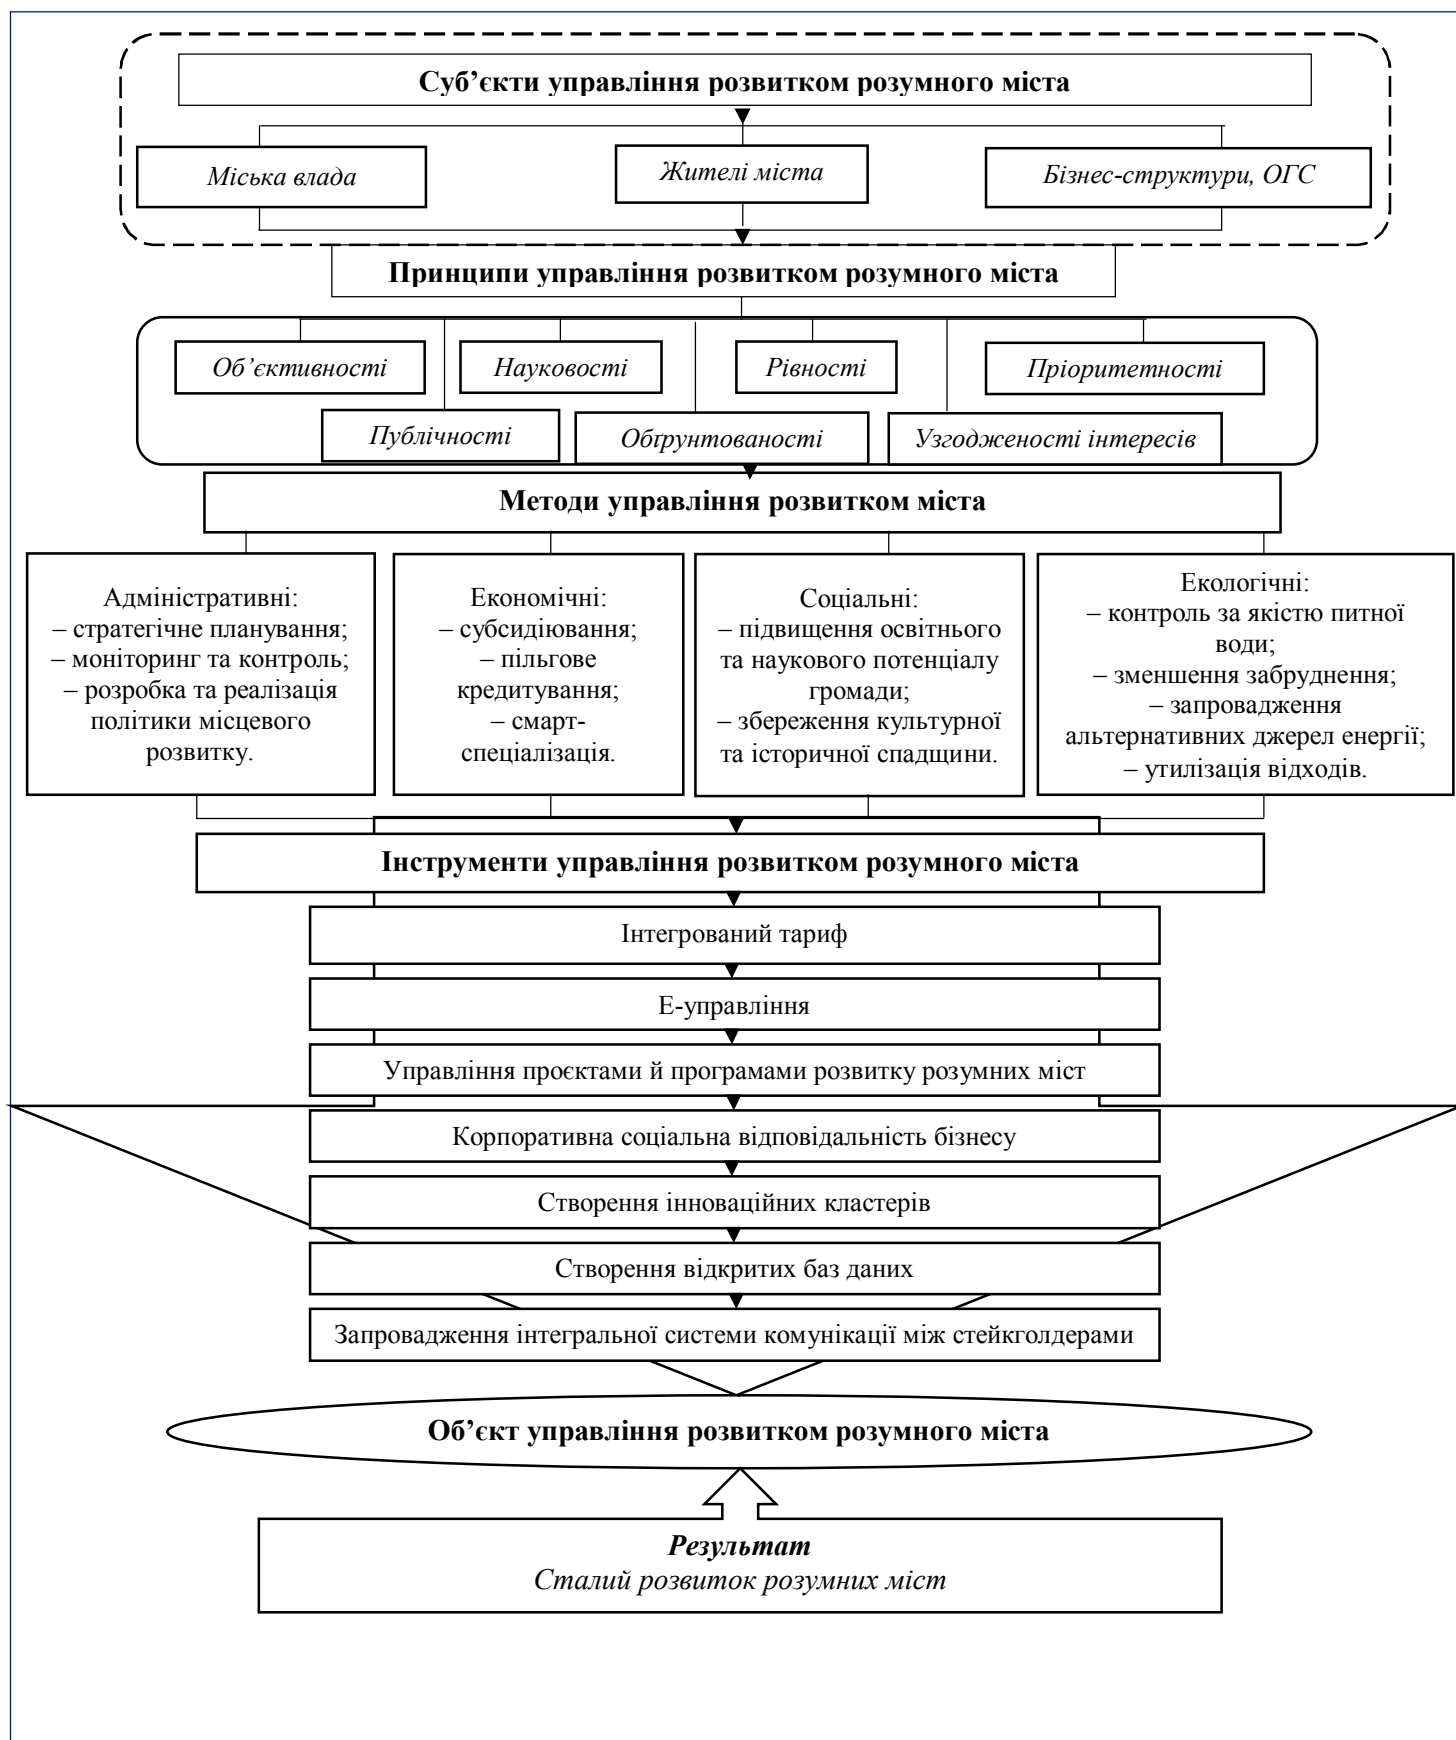 Суб’єкти управління розвитком розумного міста
Міська влада
Жителі міста
Бізнес-структури, ОГС
Принципи управління розвитком розумного міста
Об’єктивності
Науковості
Рівності
Пріоритетності
Публічності
Обґрунтованості
Узгодженості інтересів
Методи управління розвитком міста
Адміністративні:
– стратегічне планування;
– моніторинг та контроль;
– розробка та реалізація
політики місцевого
розвитку.
Економічні:
– субсидіювання;
– пільгове
кредитування;
– смарт-
спеціалізація.
Соціальні:
– підвищення освітнього
та наукового потенціалу
громади;
– збереження культурної
та історичної спадщини.
Екологічні:
– контроль за якістю питної
води;
– зменшення забруднення;
– запровадження
альтернативних джерел енергії;
– утилізація відходів.
Інструменти управління розвитком розумного міста
Інтегрований тариф
Е-управління
Управління проєктами й програмами розвитку розумних міст
Корпоративна соціальна відповідальність бізнесу
Створення інноваційних кластерів
Створення відкритих баз даних
Запровадження інтегральної системи комунікації між стейкголдерами
Об’єкт управління розвитком розумного міста
Результат
Сталий розвиток розумних міст